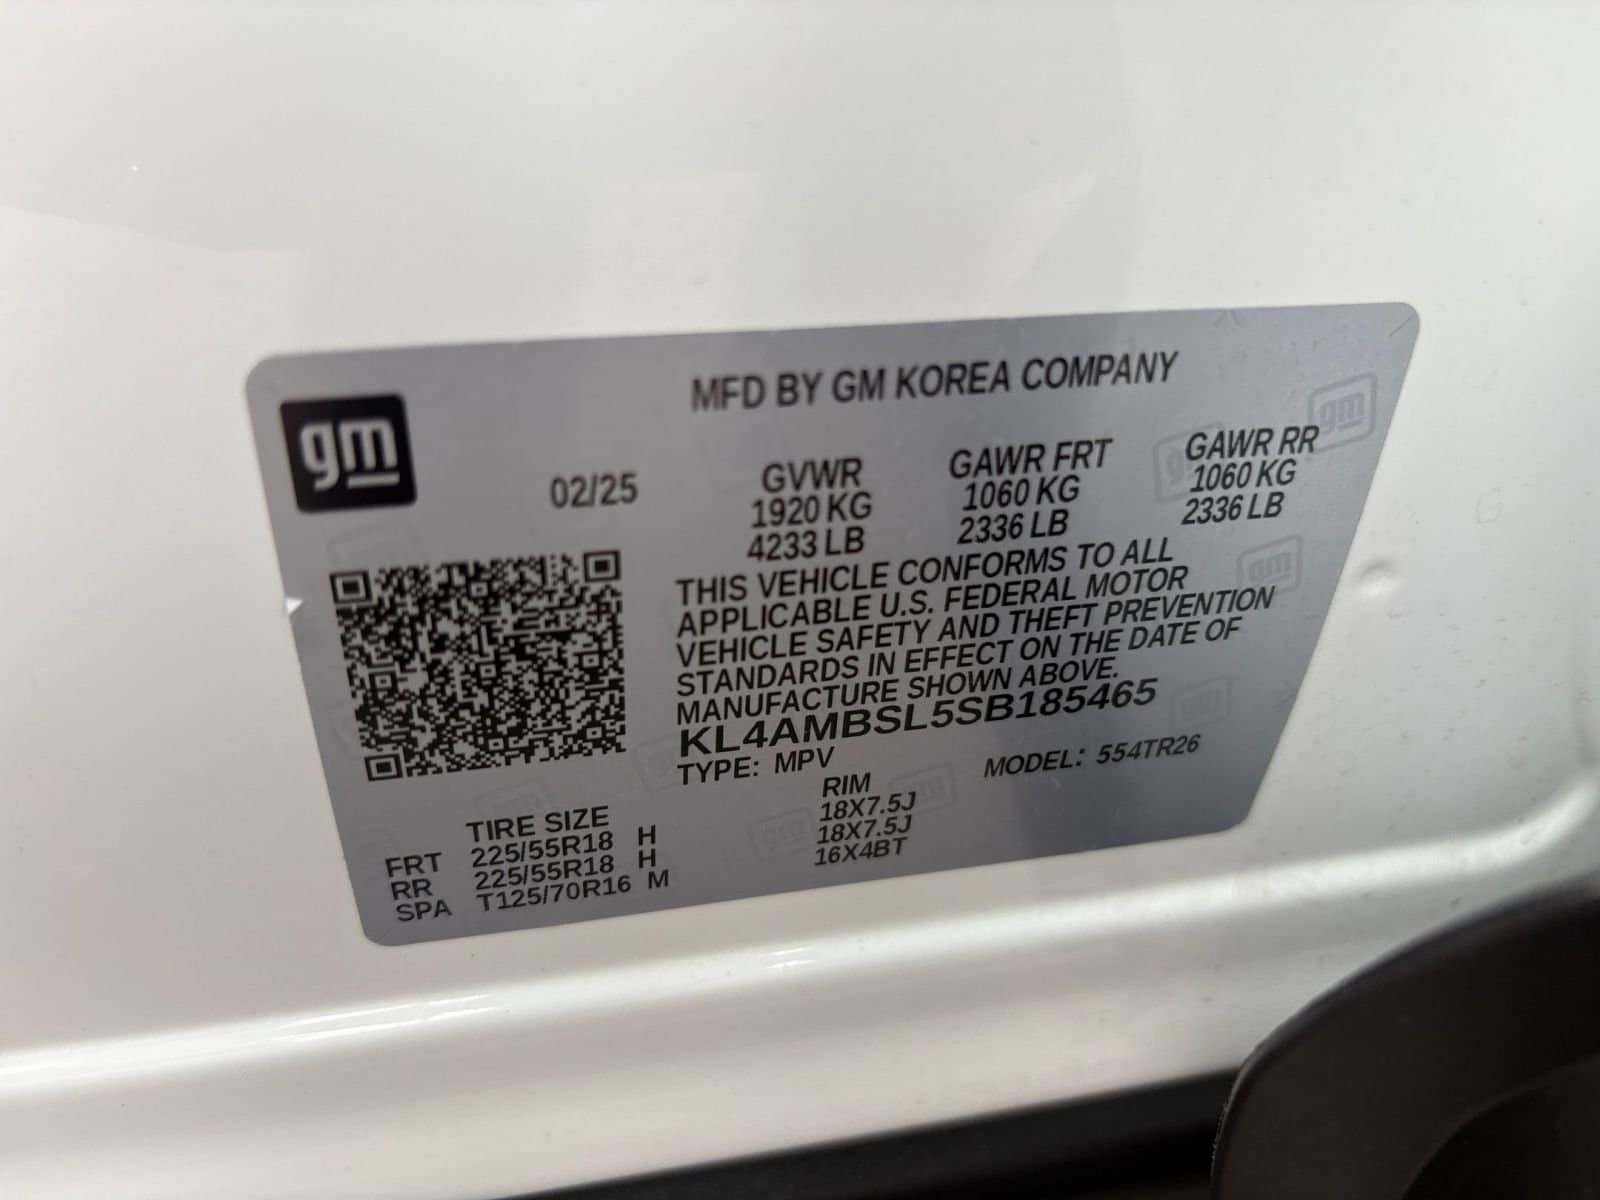 MFD BY GM KOREA COMPANY
gm
02/25
GVWR GAWR FRT GAWR RR
1920 KG 1060 KG 1060 KG
4233 LB 2336 LB 2336 LB
THIS VEHICLE CONFORMS TO ALL
APPLICABLE U.S. FEDERAL MOTOR
VEHICLE SAFETY AND THEFT PREVENTION
STANDARDS IN EFFECT ON THE DATE OF
MANUFACTURE SHOWN ABOVE.
KL4AMBSL5SB185465
TYPE: MPV MODEL: 554TR26
TIRE SIZE RIM
FRT 225/55R18 H 18X7.5J
RR 225/55R18 H 18X7.5J
SPA T125/70R16 M 16X4BT